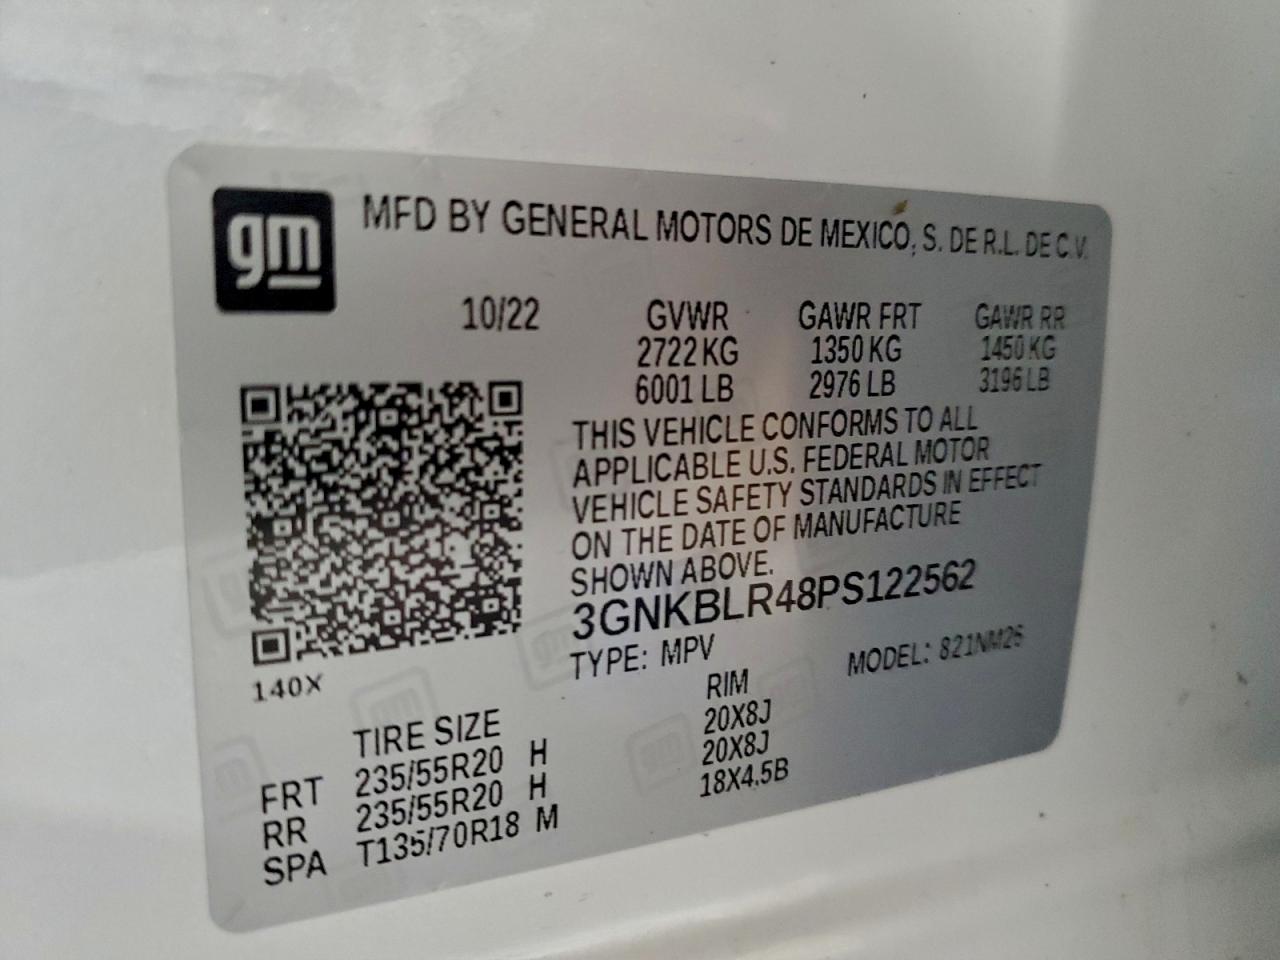 gm
MFD BY GENERAL MOTORS DE MEXICO, S. DE R.L. DE C.V.
10/22 GVWR GAWR FRT GAWR RR
2722 KG 1350 KG 1450 KG
6001 LB 2976 LB 3196 LB
THIS VEHICLE CONFORMS TO ALL
APPLICABLE U.S. FEDERAL MOTOR
VEHICLE SAFETY STANDARDS IN EFFECT
ON THE DATE OF MANUFACTURE
SHOWN ABOVE.
3GNKBLR48PS122562
TYPE: MPV MODEL: 821NM26
140X
TIRE SIZE RIM
FRT 235/55R20 H 20X8J
RR 235/55R20 H 20X8J
SPA T135/70R18 M 18X4.5B